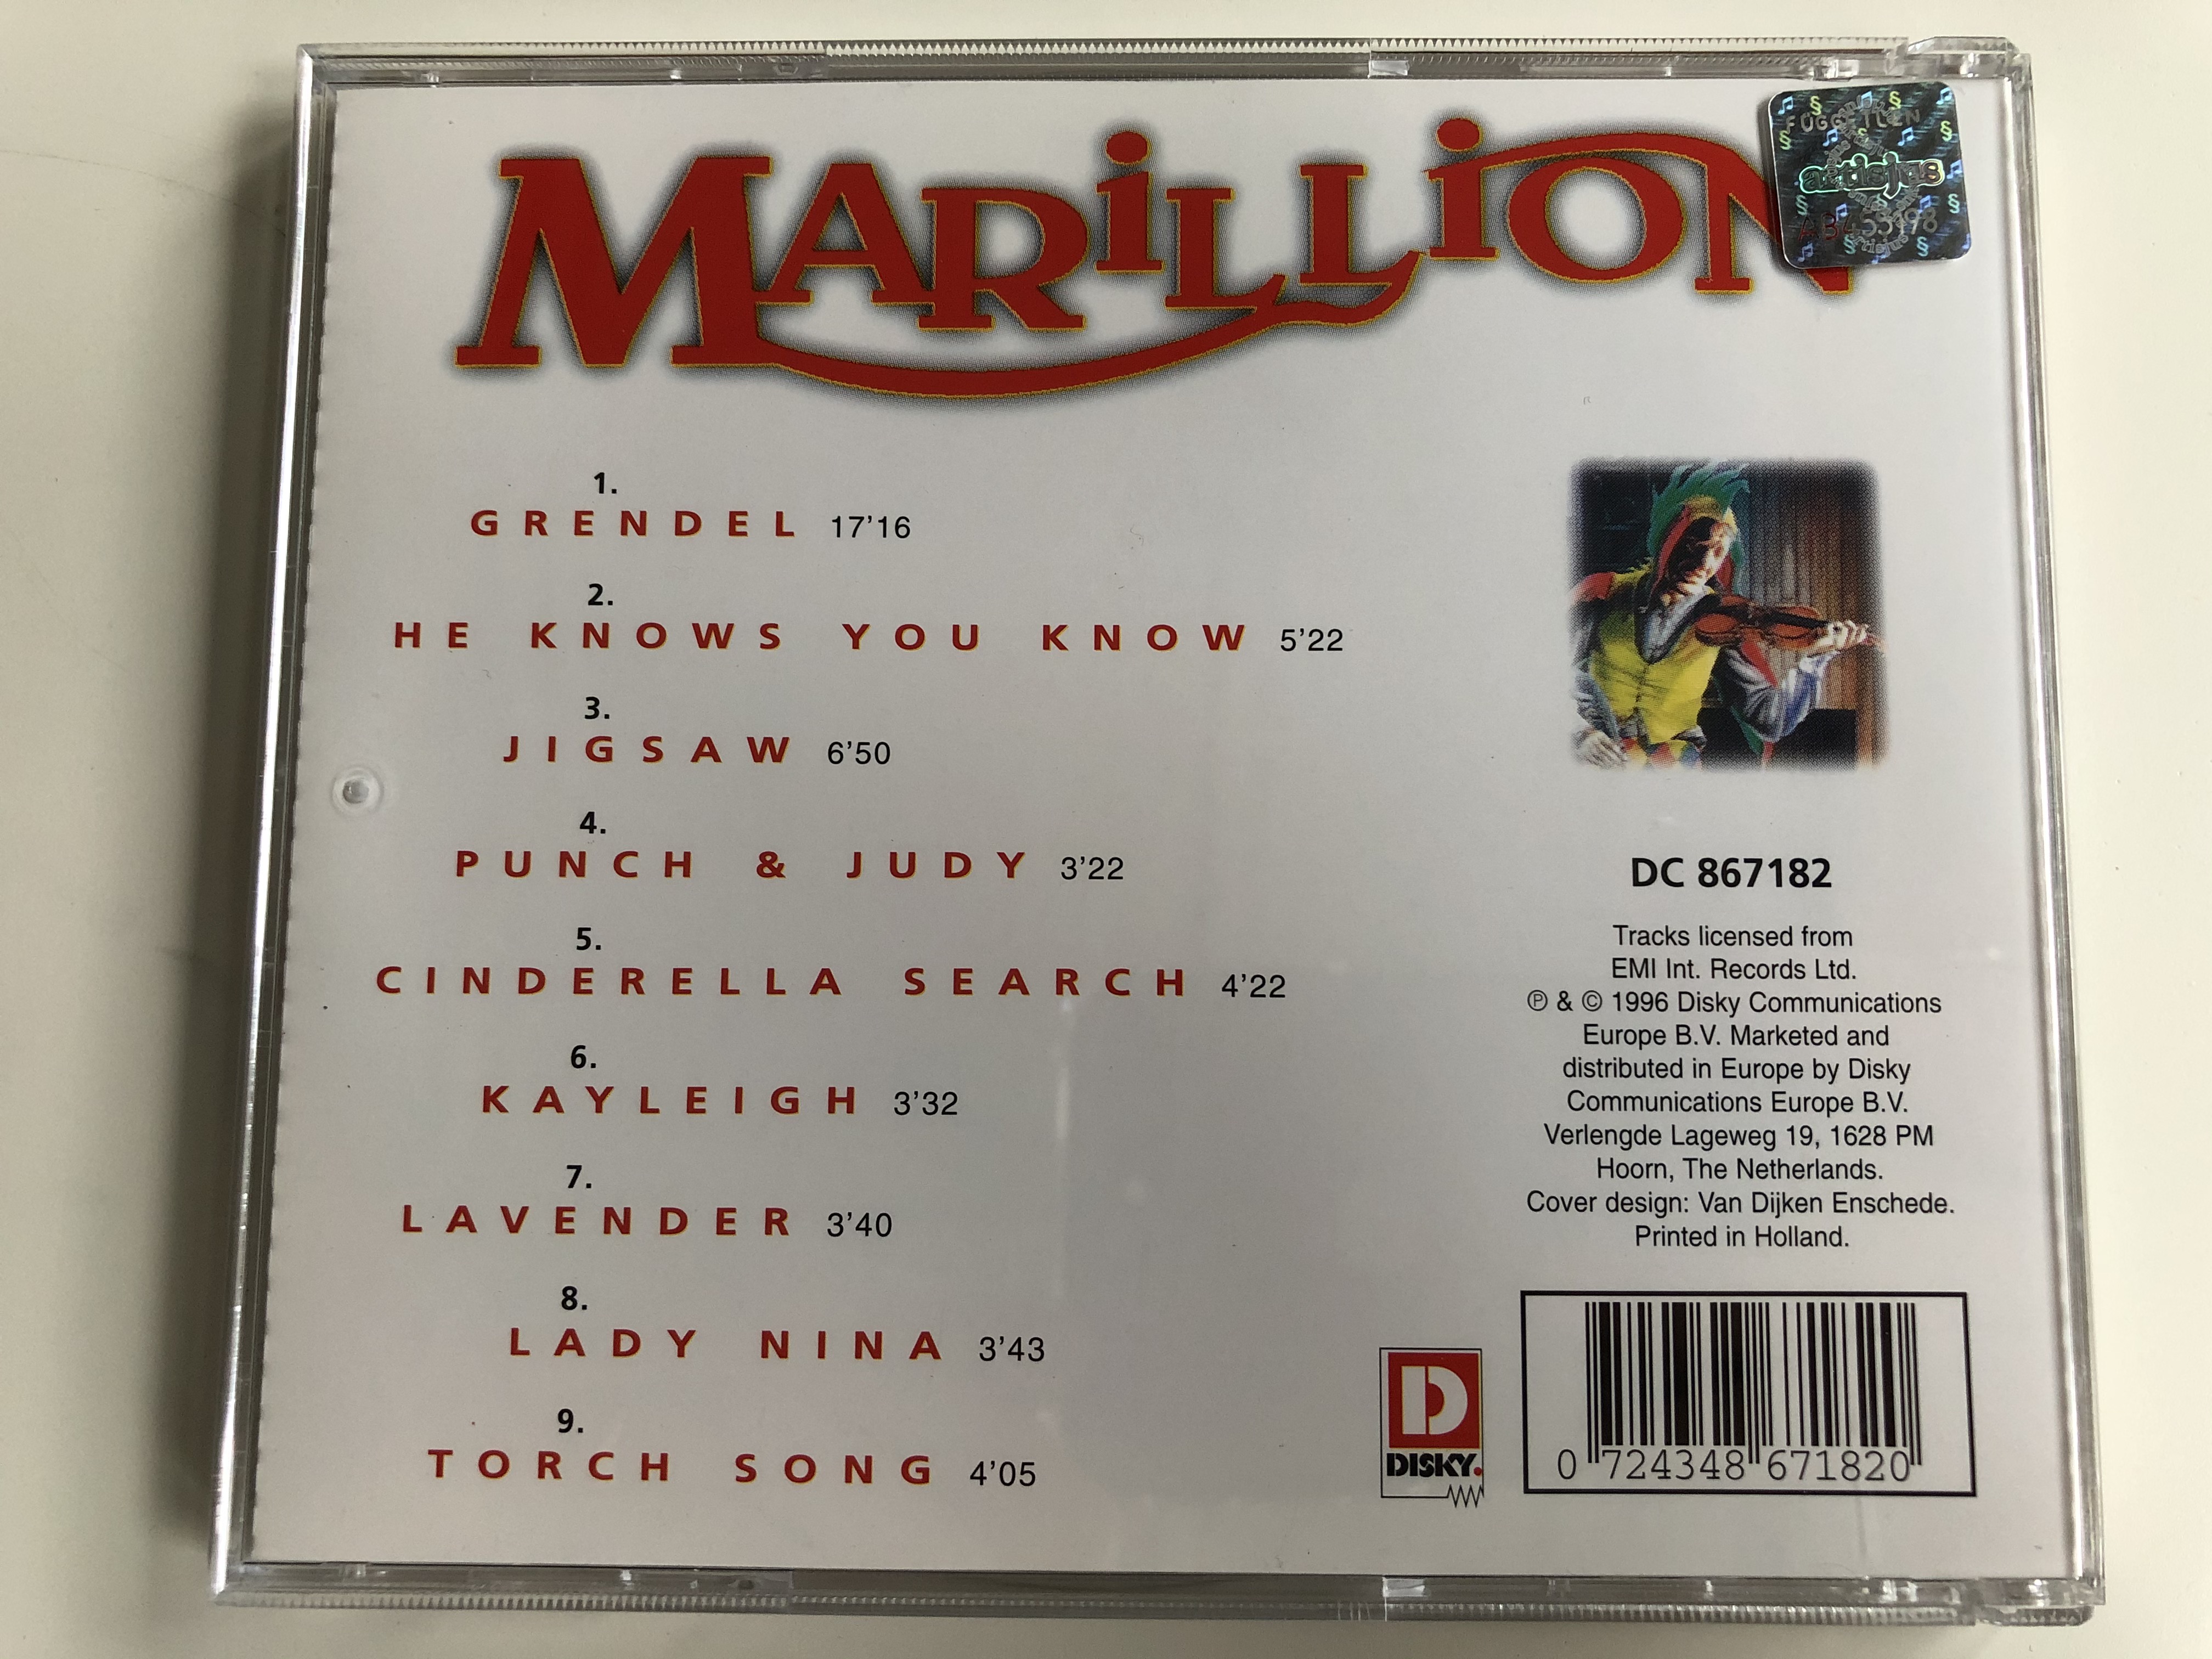 MARiLLiON
FÜGGETLEN
artisjus
1.
GRENDEL 17'16
2.
HE KNOWS YOU KNOW 5'22
3.
JIGSAW 6'50
4.
PUNCH & JUDY 3'22
5.
CINDERELLA SEARCH 4'22
6.
KAYLEIGH 3'32
7.
LAVENDER 3'40
8.
LADY NINA 3'43
9.
TORCH SONG 4'05
DC 867182
Tracks licensed from
EMI Int. Records Ltd.
℗ & © 1996 Disky Communications
Europe B.V. Marketed and
distributed in Europe by Disky
Communications Europe B.V.
Verlengde Lageweg 19, 1628 PM
Hoorn, The Netherlands.
Cover design: Van Dijken Enschede.
Printed in Holland.
DISKY.
0 724348 671820